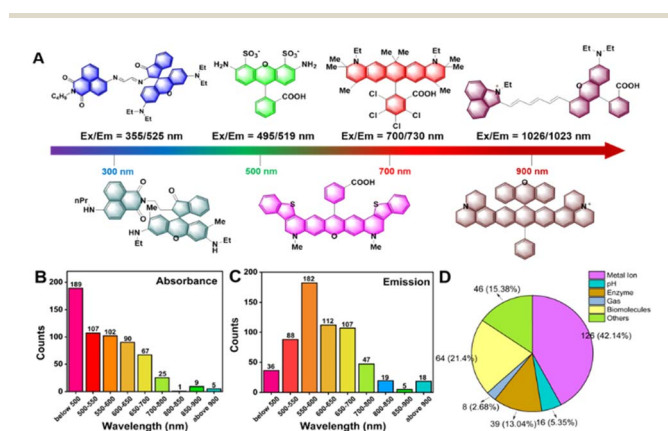 A
O
N
O
C₄H₉
N
N
O
N
O
Et
N
Et
N
Et
Et
SO₃⁻
SO₃⁻
H₂N
O
NH₂
COOH
Et
N
Me
Me
Me
Me
Et
N
Me
Me
Me
Me
Cl
COOH
Cl
Cl
Cl
Et
N
Et
N
Et
O
COOH
Ex/Em = 355/525 nm
Ex/Em = 495/519 nm
Ex/Em = 700/730 nm
Ex/Em = 1026/1023 nm
300 nm
500 nm
700 nm
900 nm
nPr
HN
O
N
Me
O
O
N
Me
HN
Et
O
N
H
Et
COOH
S
S
N
Me
O
N
Me
O
N
N
B
Absorbance
Counts
200
150
100
50
0
189
107
102
90
67
25
1
9
5
below 500
500-550
550-600
600-650
650-700
700-800
800-850
850-900
above 900
Wavelength (nm)
C
Emission
Counts
200
150
100
50
0
36
88
182
112
107
47
19
5
18
below 500
500-550
550-600
600-650
650-700
700-800
800-850
850-900
above 900
Wavelength (nm)
D
Metal Ion
pH
Enzyme
Gas
Biomolecules
Others
46 (15.38%)
126 (42.14%)
64 (21.4%)
8 (2.68%)
39 (13.04%)
16 (5.35%)